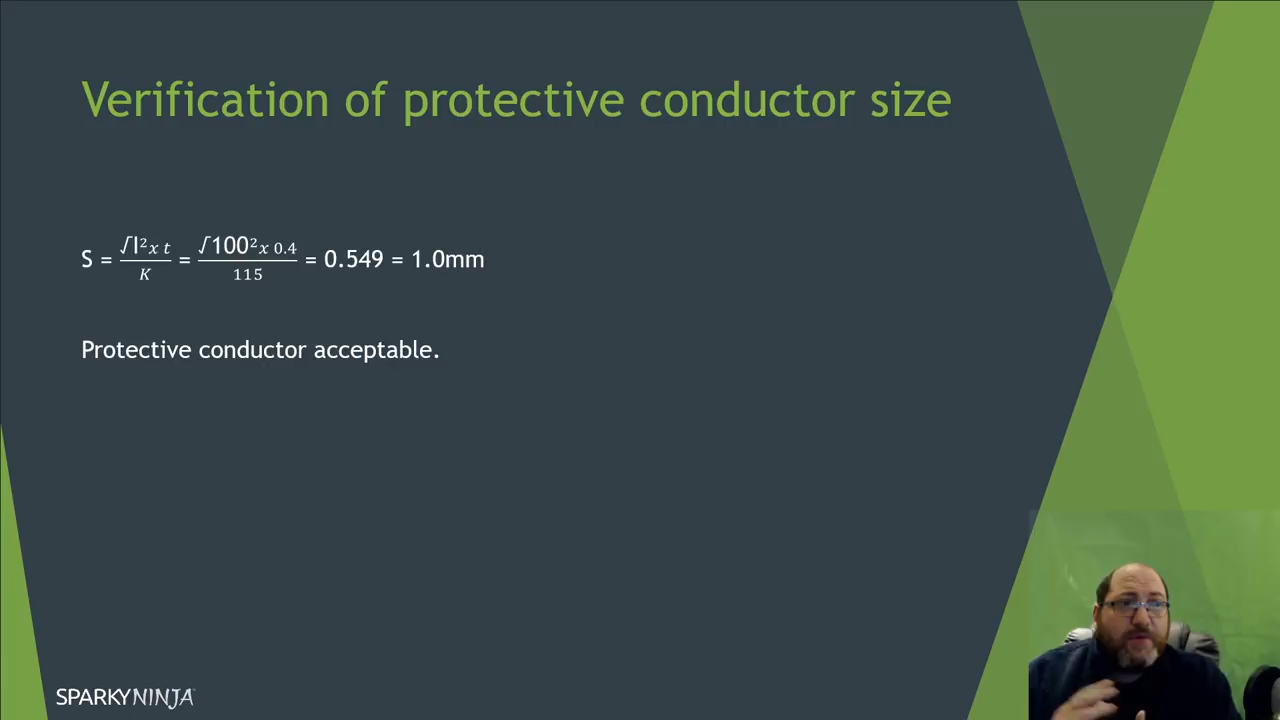 Verification of protective conductor size
S = √I² x t / K = √100² x 0.4 / 115 = 0.549 = 1.0mm
Protective conductor acceptable.
SPARKYNINJA